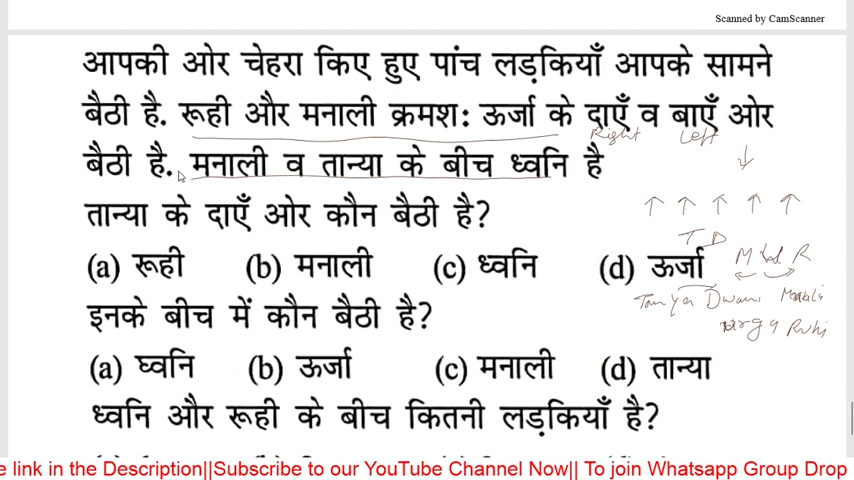 Scanned by CamScanner
आपकी ओर चेहरा किए हुए पांच लड़कियाँ आपके सामने
बैठी है. रूही और मनाली क्रमश: ऊर्जा के दाएँ व बाएँ ओर
Right Left
बैठी है. मनाली व तान्या के बीच ध्वनि है
तान्या के दाएँ ओर कौन बैठी है?
T D
M R
(a) रूही (b) मनाली (c) ध्वनि (d) ऊर्जा
Tanya Dwani
इनके बीच में कौन बैठी है?
Ruhi
(a) घ्वनि (b) ऊर्जा (c) मनाली (d) तान्या
ध्वनि और रूही के बीच कितनी लड़कियाँ है?
e link in the Description||Subscribe to our YouTube Channel Now|| To join Whatsapp Group Drop